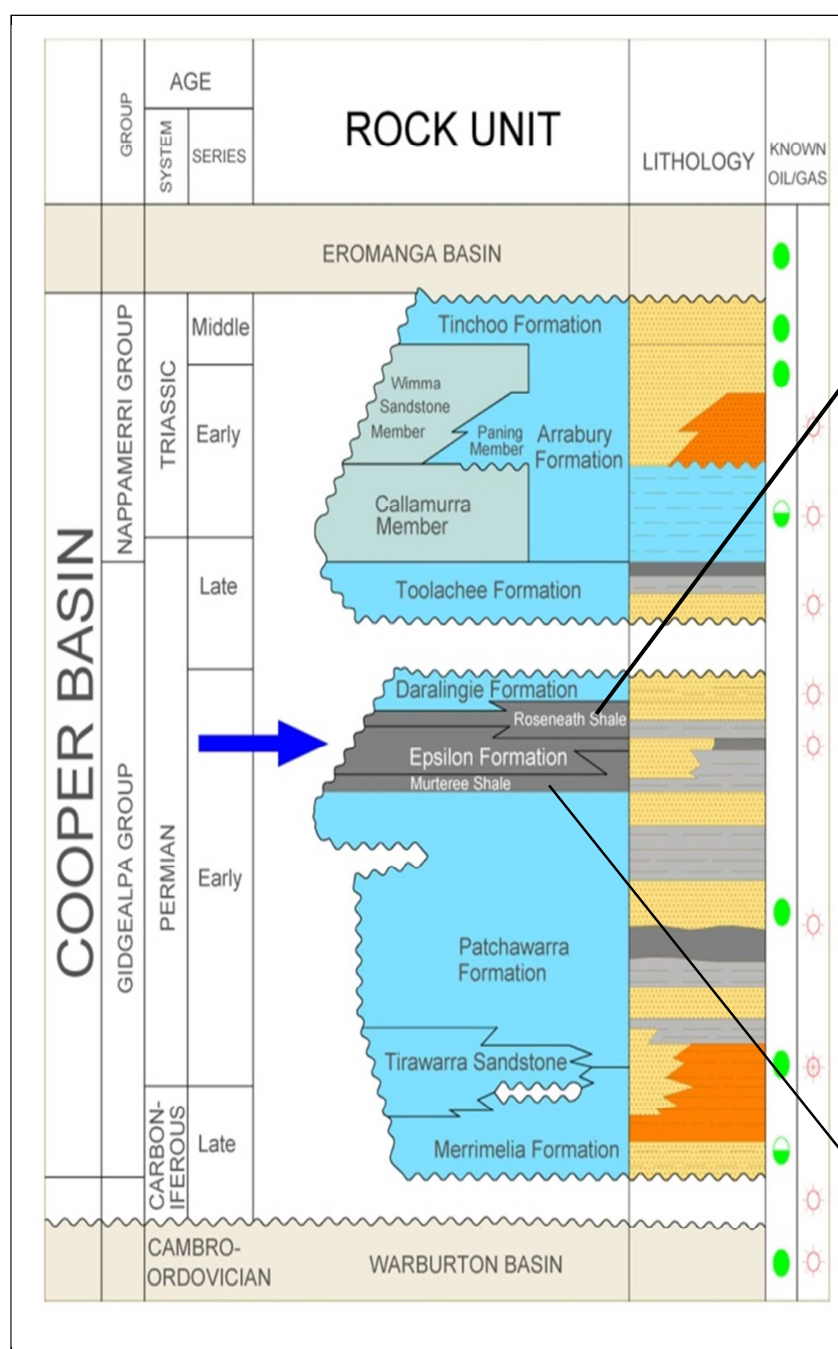 AGE
GROUP
SYSTEM
SERIES
ROCK UNIT
LITHOLOGY
KNOWN
OIL/GAS
EROMANGA BASIN
COOPER BASIN
NAPPAMERRI GROUP
GIDGEALPA GROUP
TRIASSIC
PERMIAN
CARBON-
IFEROUS
Middle
Early
Late
Early
Late
Tinchoo Formation
Wimma
Sandstone
Member
Paning
Member
Arrabury
Formation
Callamurra
Member
Toolachee Formation
Daralingie Formation
Roseneath Shale
Epsilon Formation
Murteree Shale
Patchawarra
Formation
Tirawarra Sandstone
Merrimelia Formation
CAMBRO-
ORDOVICIAN
WARBURTON BASIN